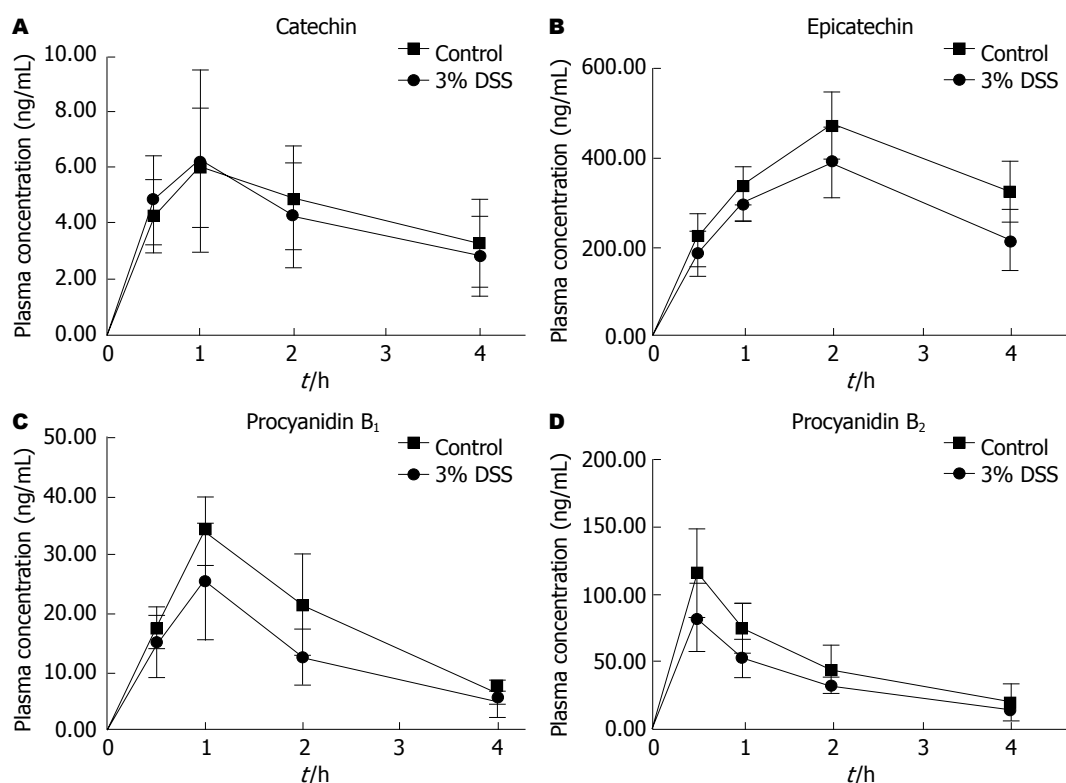 A
Catechin
Control
3% DSS
Plasma concentration (ng/mL)
10.00
8.00
6.00
4.00
2.00
0.00
0 1 2 3 4
t/h
B
Epicatechin
Control
3% DSS
Plasma concentration (ng/mL)
600.00
400.00
200.00
0.00
0 1 2 3 4
t/h
C
Procyanidin B₁
Control
3% DSS
Plasma concentration (ng/mL)
50.00
40.00
30.00
20.00
10.00
0.00
0 1 2 3 4
t/h
D
Procyanidin B₂
Control
3% DSS
Plasma concentration (ng/mL)
200.00
150.00
100.00
50.00
0.00
0 1 2 3 4
t/h